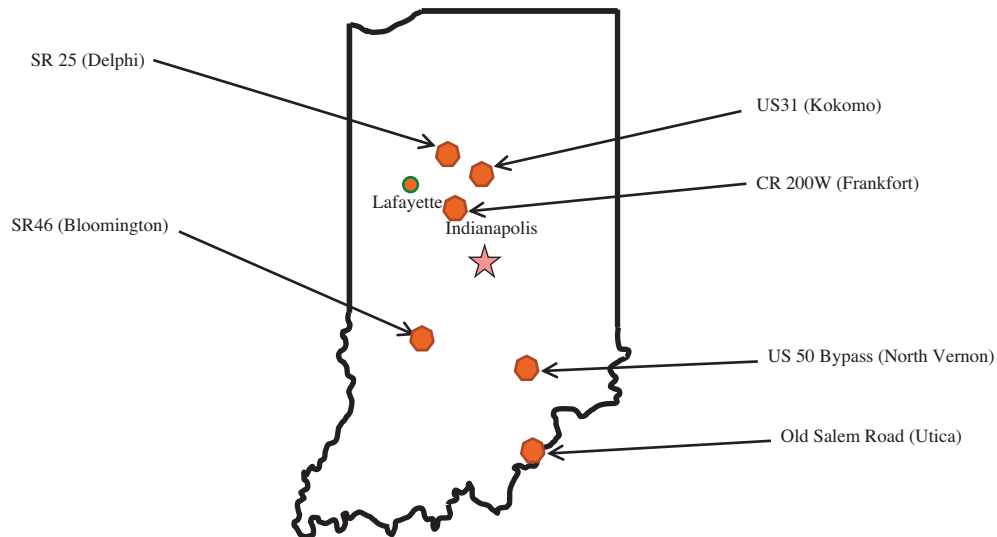 SR 25 (Delphi)
US31 (Kokomo)
CR 200W (Frankfort)
Lafayette
SR46 (Bloomington)
Indianapolis
US 50 Bypass (North Vernon)
Old Salem Road (Utica)